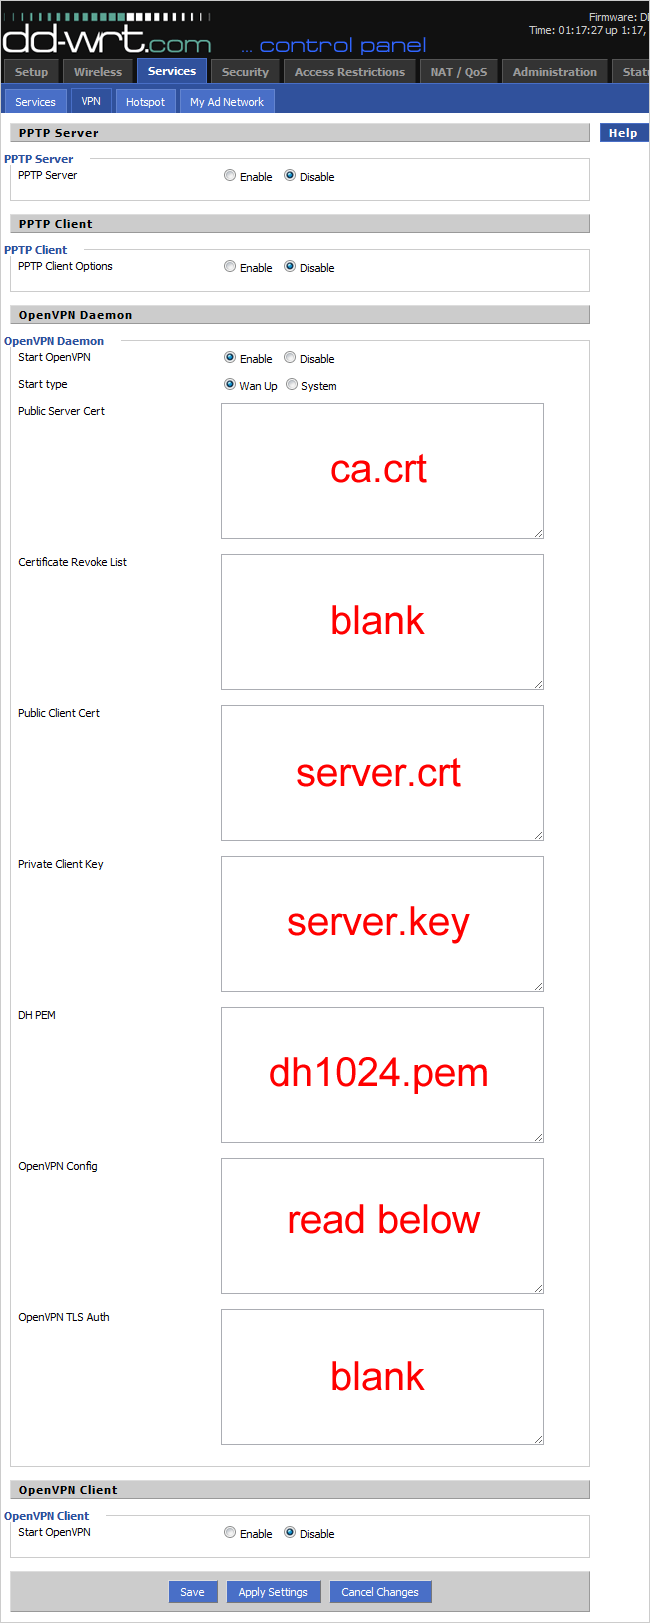 Firmware: DD
Time: 01:17:27 up 1:17,
dd-wrt.com ... control panel
Setup Wireless Services Security Access Restrictions NAT / QoS Administration Stat
Services VPN Hotspot My Ad Network
PPTP Server Help
PPTP Server
PPTP Server Enable Disable
PPTP Client
PPTP Client
PPTP Client Options Enable Disable
OpenVPN Daemon
OpenVPN Daemon
Start OpenVPN Enable Disable
Start type Wan Up System
Public Server Cert
ca.crt
Certificate Revoke List
blank
Public Client Cert
server.crt
Private Client Key
server.key
DH PEM
dh1024.pem
OpenVPN Config
read below
OpenVPN TLS Auth
blank
OpenVPN Client
OpenVPN Client
Start OpenVPN Enable Disable
Save Apply Settings Cancel Changes